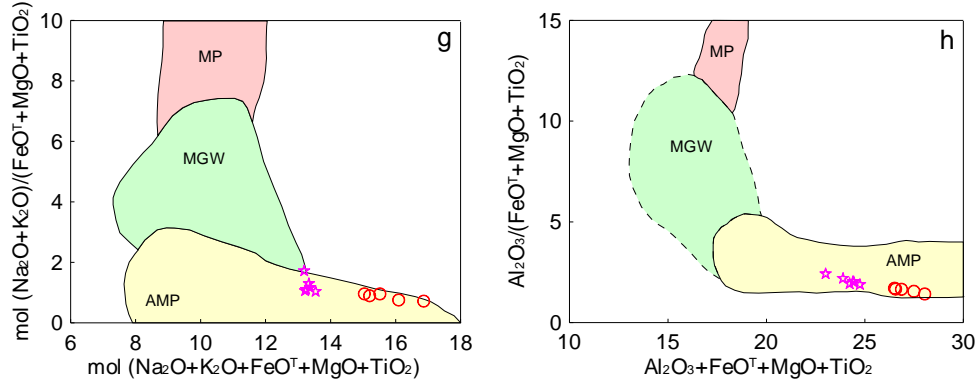 g
MP
MGW
AMP
10
8
6
4
2
0
6 8 10 12 14 16 18
mol (Na₂O+K₂O)/(FeOᵀ+MgO+TiO₂)
mol (Na₂O+K₂O+FeOᵀ+MgO+TiO₂)
h
MP
MGW
AMP
15
10
5
0
10 15 20 25 30
Al₂O₃/(FeOᵀ+MgO+TiO₂)
Al₂O₃+FeOᵀ+MgO+TiO₂